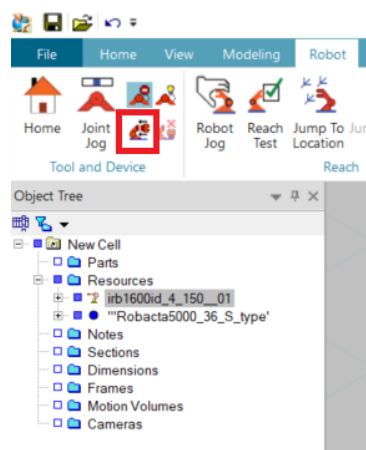 File Home View Modeling Robot
Home Joint Jog Robot Jog Reach Test Jump To Location Jum
Tool and Device Reach
Object Tree
New Cell
Parts
Resources
irb1600id_4_150__01
'"Robacta5000_36_S_type'
Notes
Sections
Dimensions
Frames
Motion Volumes
Cameras